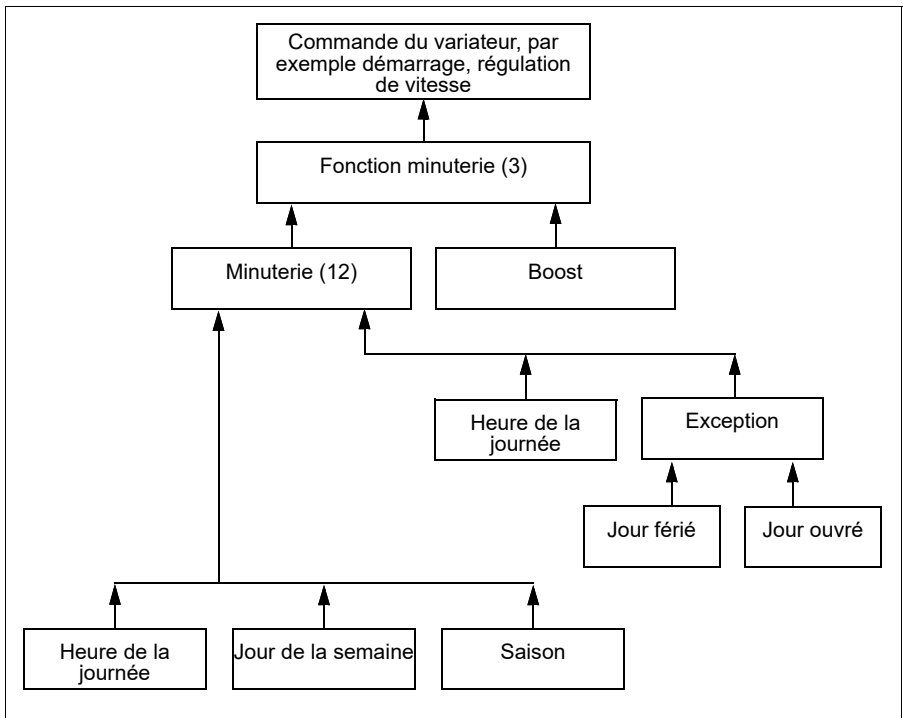 Commande du variateur, par
exemple démarrage, régulation
de vitesse
Fonction minuterie (3)
Minuterie (12)
Boost
Heure de la
journée
Exception
Jour férié
Jour ouvré
Heure de la
journée
Jour de la semaine
Saison